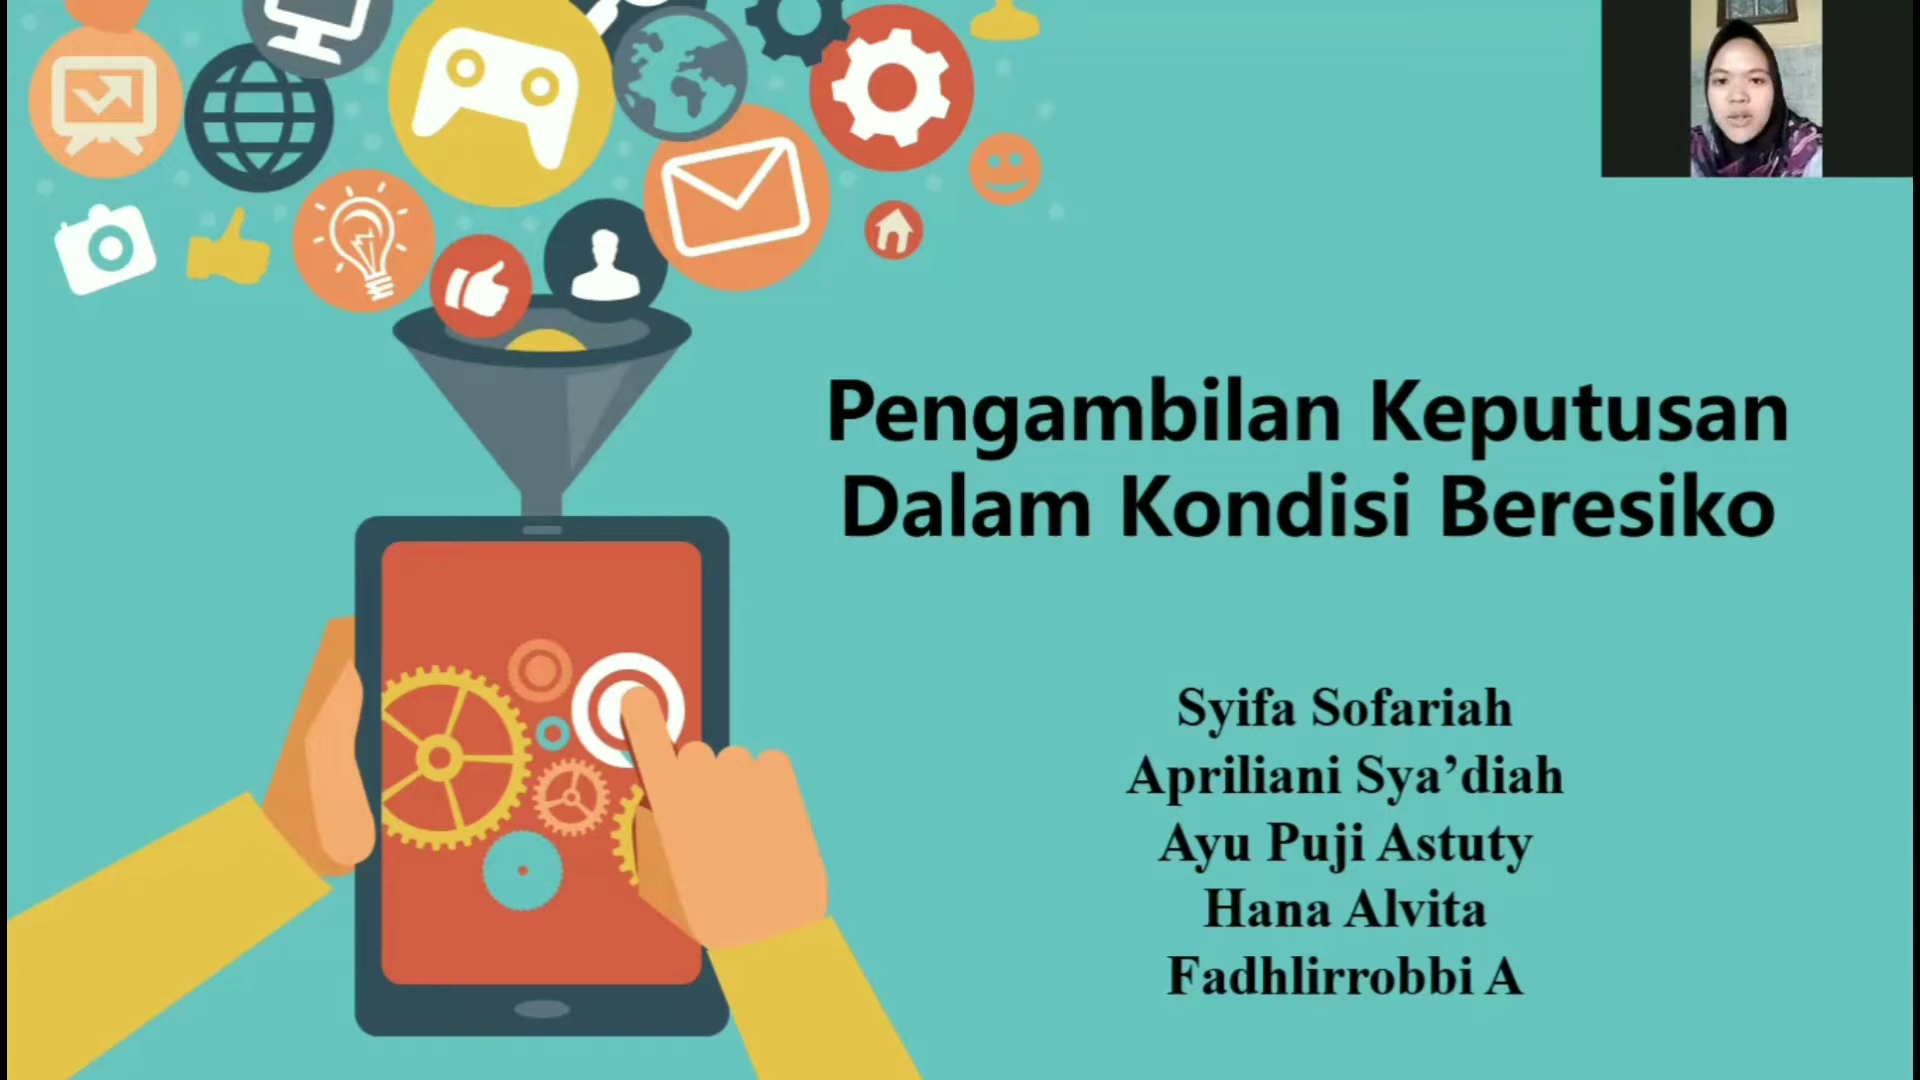 Pengambilan Keputusan
Dalam Kondisi Beresiko
Syifa Sofariah
Apriliani Sya’diah
Ayu Puji Astuty
Hana Alvita
Fadhlirrobbi A